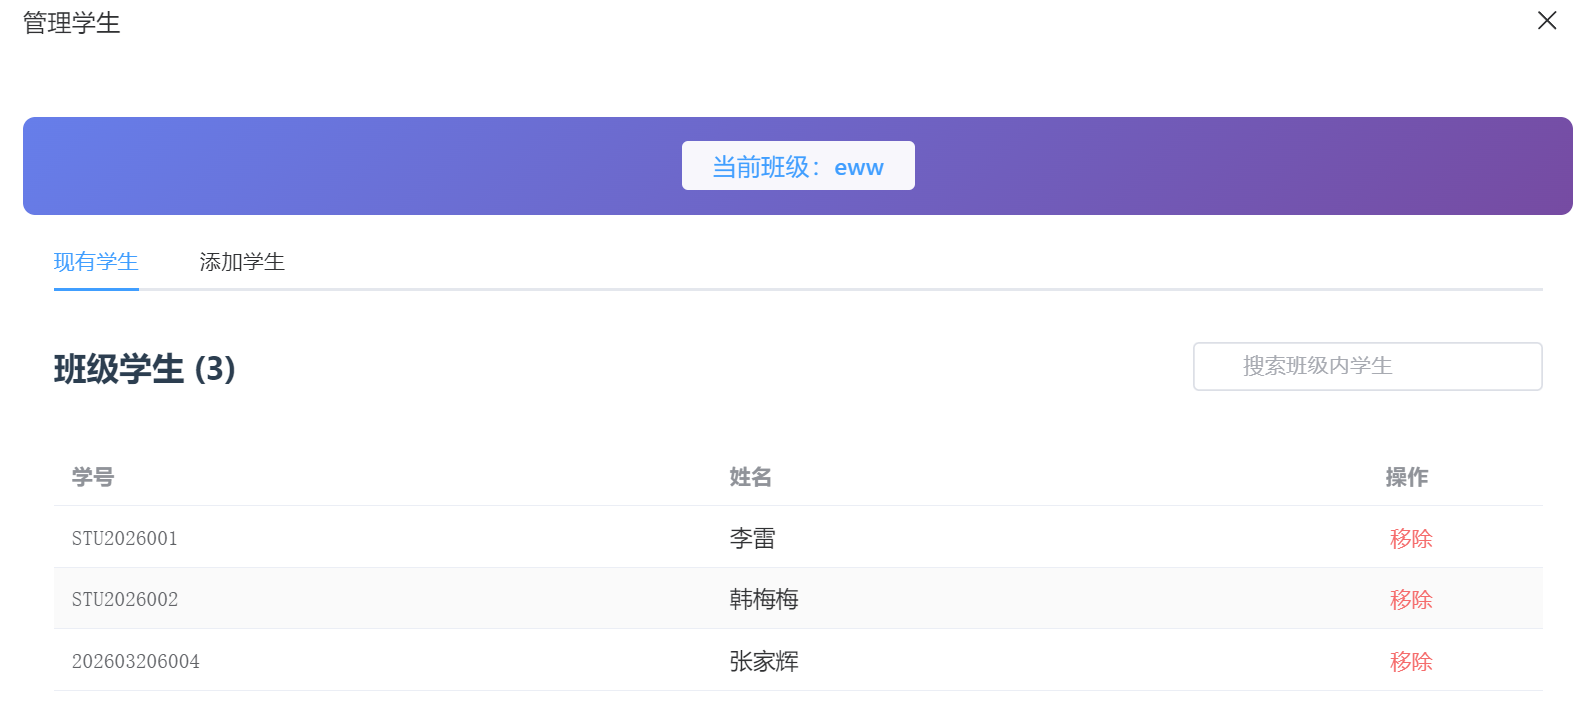 管理学生
当前班级：eww
现有学生 添加学生
班级学生 (3)
搜索班级内学生
学号 姓名 操作
STU2026001 李雷 移除
STU2026002 韩梅梅 移除
202603206004 张家辉 移除